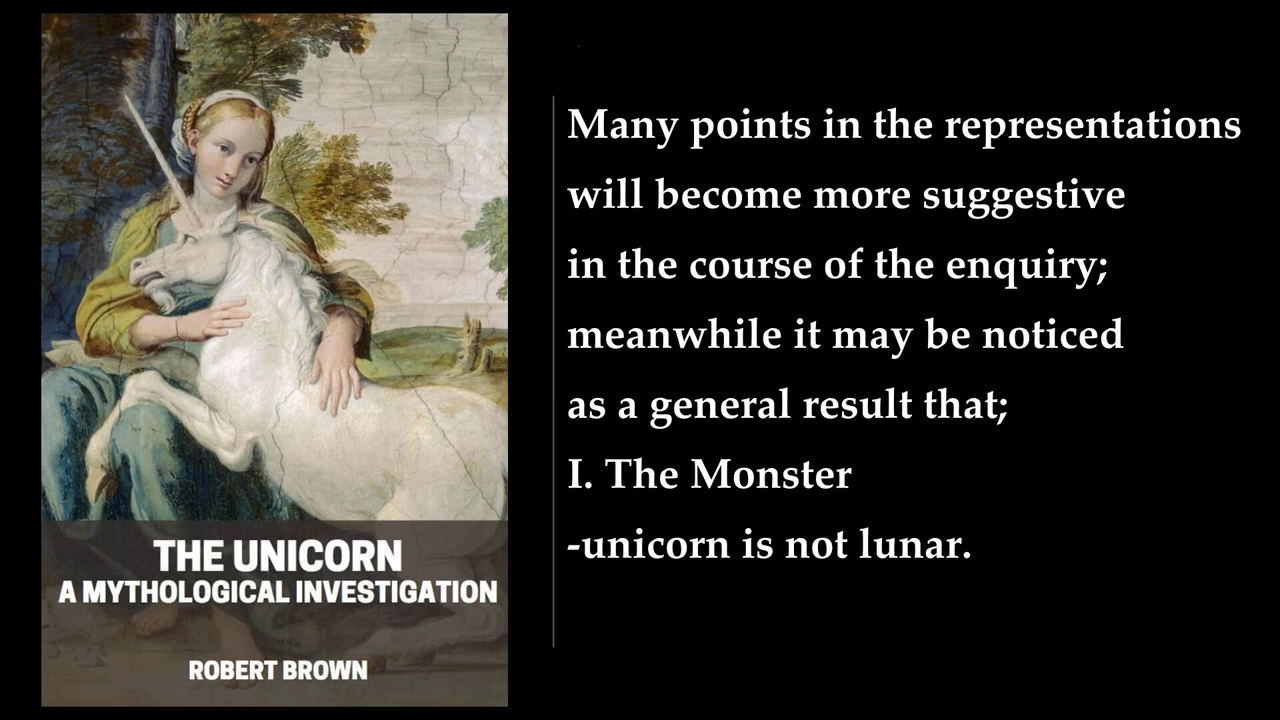 THE UNICORN
A MYTHOLOGICAL INVESTIGATION
ROBERT BROWN
Many points in the representations
will become more suggestive
in the course of the enquiry;
meanwhile it may be noticed
as a general result that;
I. The Monster
-unicorn is not lunar.